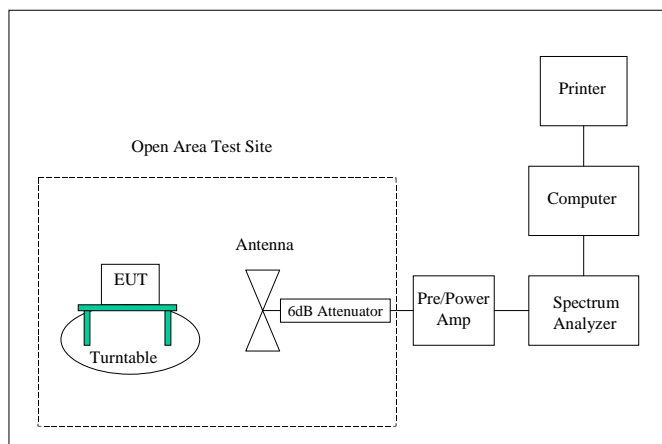 Printer
Open Area Test Site
Computer
Antenna
EUT
6dB Attenuator
Pre/Power
Amp
Spectrum
Analyzer
Turntable